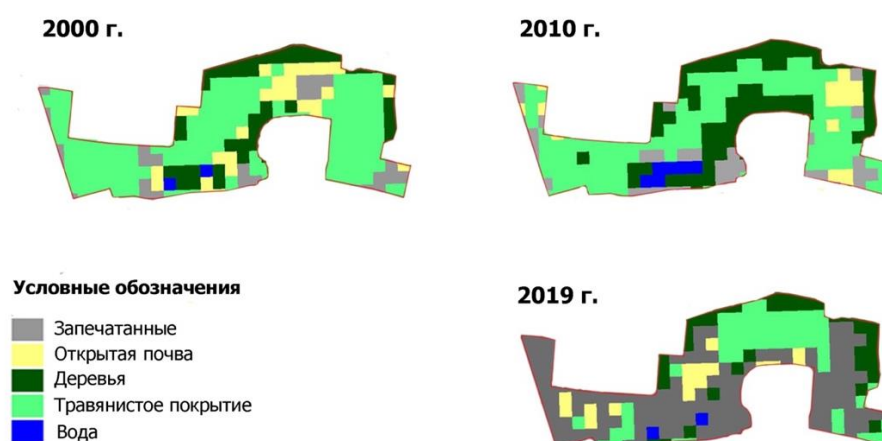 2000 г.
2010 г.
Условные обозначения
2019 г.
Запечатанные
Открытая почва
Деревья
Травянистое покрытие
Вода